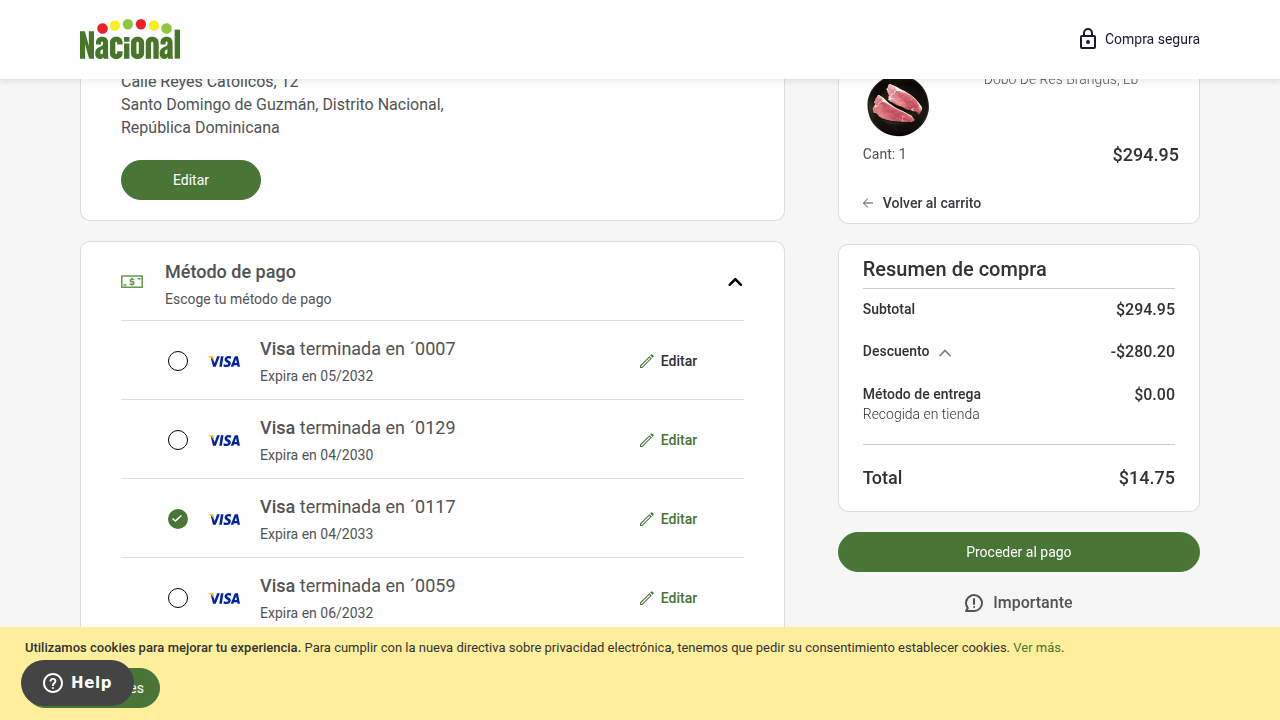 Nacional
Compra segura
Calle Reyes Católicos, 12
Santo Domingo de Guzmán, Distrito Nacional,
República Dominicana
Editar
Bobo De Res Brangus, Lb
Cant: 1
$294.95
Volver al carrito
Método de pago
Escoge tu método de pago
VISA
Visa terminada en ´0007
Expira en 05/2032
Editar
VISA
Visa terminada en ´0129
Expira en 04/2030
Editar
VISA
Visa terminada en ´0117
Expira en 04/2033
Editar
VISA
Visa terminada en ´0059
Expira en 06/2032
Editar
Resumen de compra
Subtotal $294.95
Descuento -$280.20
Método de entrega $0.00
Recogida en tienda
Total $14.75
Proceder al pago
Importante
Utilizamos cookies para mejorar tu experiencia. Para cumplir con la nueva directiva sobre privacidad electrónica, tenemos que pedir su consentimiento establecer cookies. Ver más.
Help
es